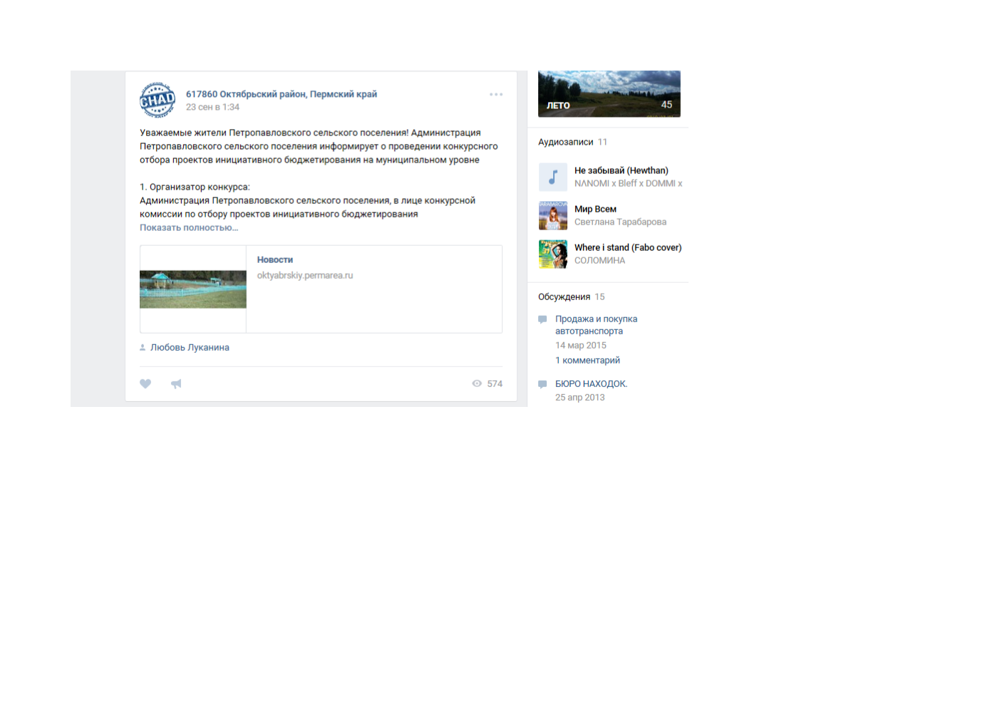 CHAD
617860 Октябрьский район, Пермский край
23 сен в 1:34
Уважаемые жители Петропавловского сельского поселения! Администрация
Петропавловского сельского поселения информирует о проведении конкурсного
отбора проектов инициативного бюджетирования на муниципальном уровне
1. Организатор конкурса:
Администрация Петропавловского сельского поселения, в лице конкурсной
комиссии по отбору проектов инициативного бюджетирования
Показать полностью...
Новости
oktyabrskiy.permarea.ru
Любовь Луканина
574
ЛЕТО 45
Аудиозаписи 11
Не забывай (Hewthan)
NΛNOMI x Bleff x DOMMI x
TARABAROVA
Мир Всем
Светлана Тарабарова
Where i stand (Fabo cover)
СОЛОМИНА
Обсуждения 15
Продажа и покупка
автотранспорта
14 мар 2015
1 комментарий
БЮРО НАХОДОК.
25 апр 2013